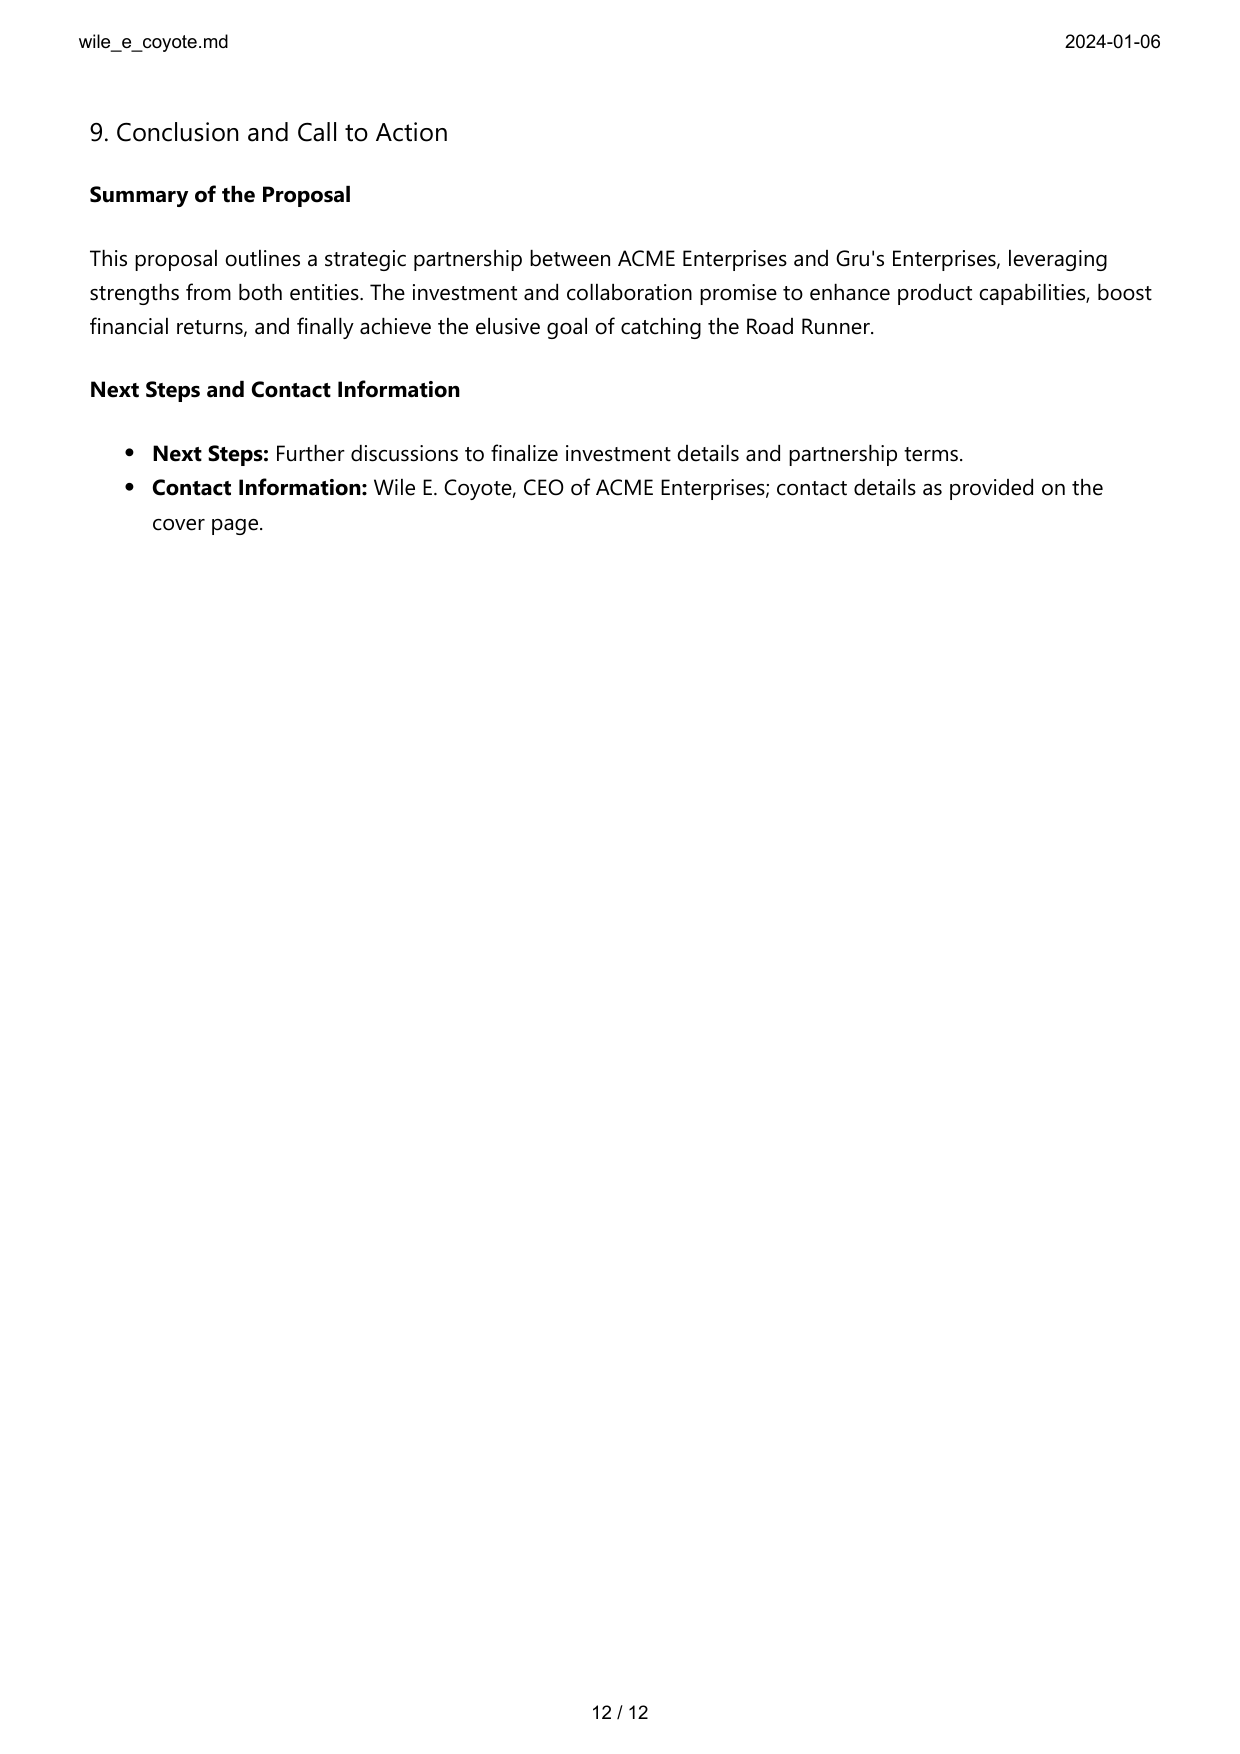 wile_e_coyote.md
2024-01-06
9. Conclusion and Call to Action
Summary of the Proposal
This proposal outlines a strategic partnership between ACME Enterprises and Gru's Enterprises, leveraging
strengths from both entities. The investment and collaboration promise to enhance product capabilities, boost
financial returns, and finally achieve the elusive goal of catching the Road Runner.
Next Steps and Contact Information
• Next Steps: Further discussions to finalize investment details and partnership terms.
• Contact Information: Wile E. Coyote, CEO of ACME Enterprises; contact details as provided on the
cover page.
12 / 12